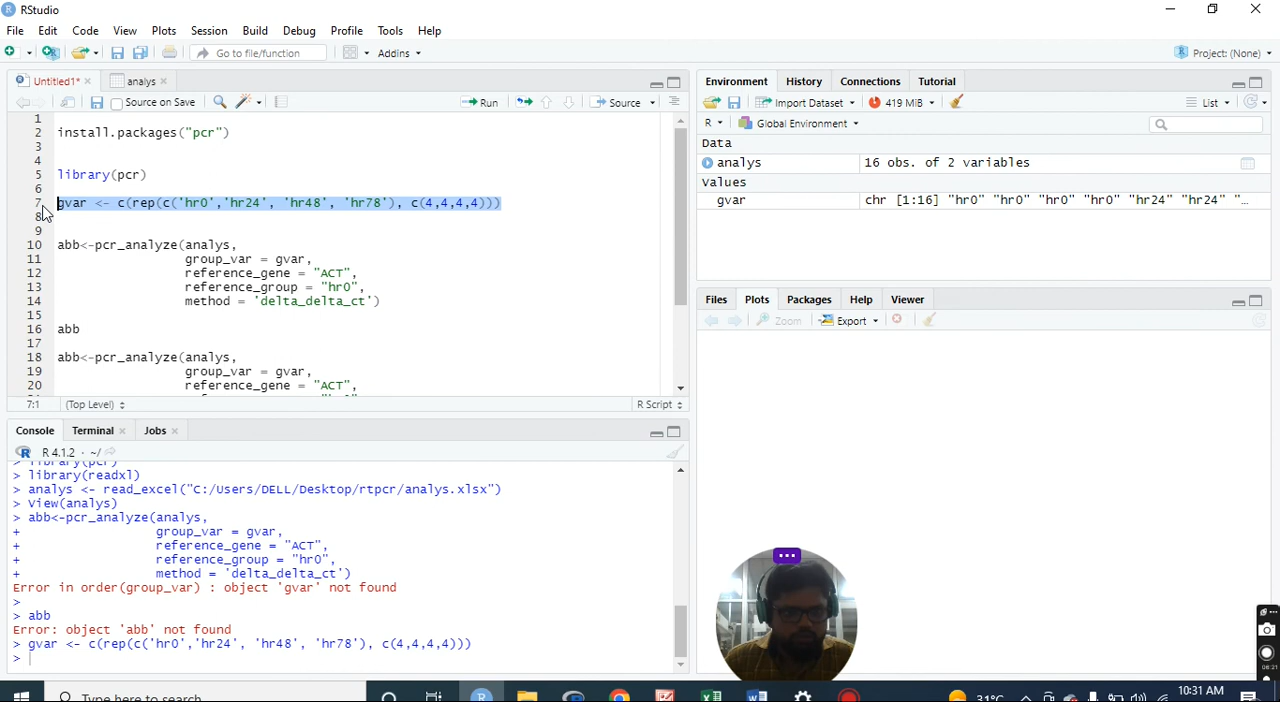 RStudio
File Edit Code View Plots Session Build Debug Profile Tools Help
Go to file/function Addins Project: (None)
Untitled1* analys
Source on Save Run Source
1
2 install.packages("pcr")
3
4
5 library(pcr)
6
7 gvar <- c(rep(c('hr0','hr24', 'hr48', 'hr78'), c(4,4,4,4)))
8
9
10 abb<-pcr_analyze(analys,
11 group_var = gvar,
12 reference_gene = "ACT",
13 reference_group = "hr0",
14 method = 'delta_delta_ct')
15
16 abb
17
18 abb<-pcr_analyze(analys,
19 group_var = gvar,
20 reference_gene = "ACT",
7:1 (Top Level) R Script
Console Terminal Jobs
R 4.1.2 · ~/
> library(pcr)
> library(readxl)
> analys <- read_excel("C:/Users/DELL/Desktop/rtpcr/analys.xlsx")
> View(analys)
> abb<-pcr_analyze(analys,
+ group_var = gvar,
+ reference_gene = "ACT",
+ reference_group = "hr0",
+ method = 'delta_delta_ct')
Error in order(group_var) : object 'gvar' not found
>
> abb
Error: object 'abb' not found
> gvar <- c(rep(c('hr0','hr24', 'hr48', 'hr78'), c(4,4,4,4)))
>
Environment History Connections Tutorial
Import Dataset 419 MiB List
R Global Environment
Data
analys 16 obs. of 2 variables
Values
gvar chr [1:16] "hr0" "hr0" "hr0" "hr0" "hr24" "hr24" "…
Files Plots Packages Help Viewer
Zoom Export
Type here to search 31°C 10:31 AM